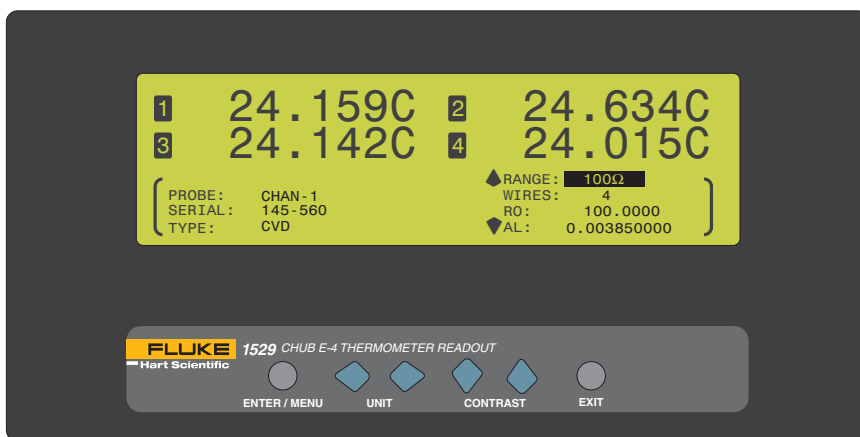 1 24.159C 2 24.634C
3 24.142C 4 24.015C
PROBE: CHAN-1 RANGE: 100Ω
SERIAL: 145-560 WIRES: 4
TYPE: CVD RO: 100.0000
AL: 0.003850000
FLUKE
Hart Scientific
1529 CHUB E-4 THERMOMETER READOUT
ENTER / MENU UNIT CONTRAST EXIT